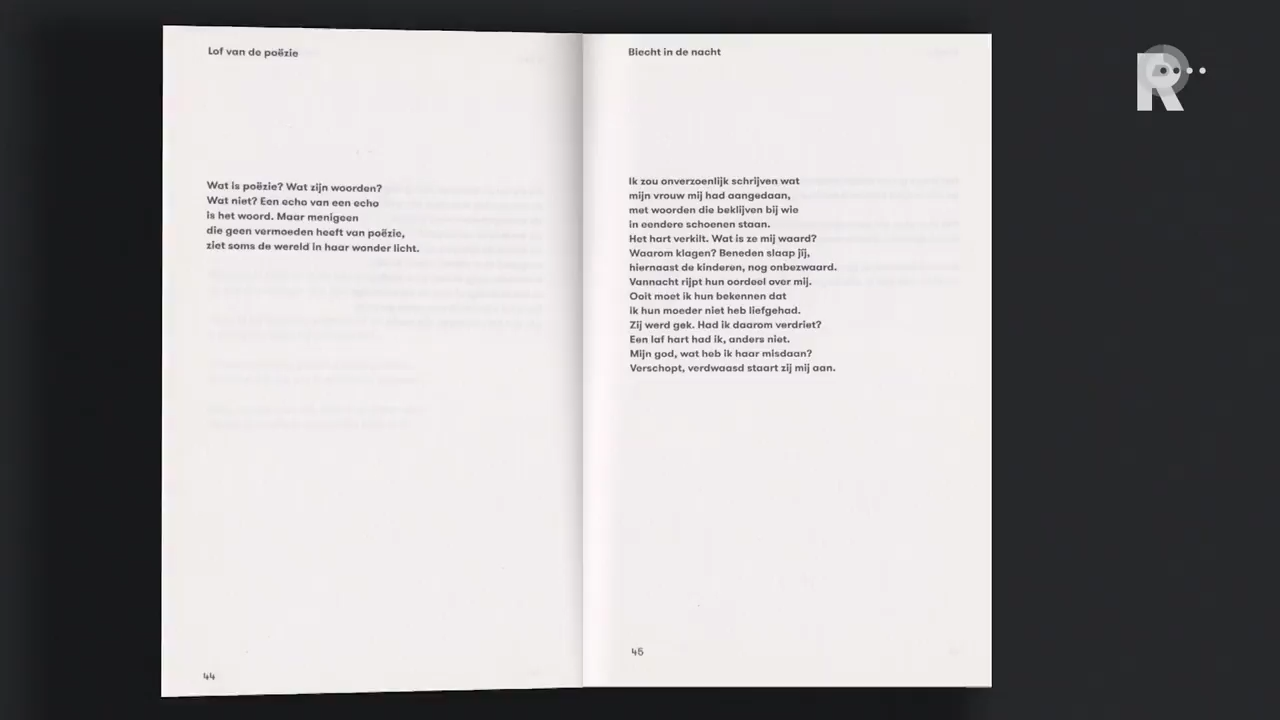 Lof van de poëzie
Wat is poëzie? Wat zijn woorden?
Wat niet? Een echo van een echo
is het woord. Maar menigeen
die geen vermoeden heeft van poëzie,
ziet soms de wereld in haar wonder licht.
44
Biecht in de nacht
Ik zou onverzoenlijk schrijven wat
mijn vrouw mij had aangedaan,
met woorden die beklijven bij wie
in eendere schoenen staan.
Het hart verkilt. Wat is ze mij waard?
Waarom klagen? Beneden slaap jíj,
hiernaast de kinderen, nog onbezwaard.
Vannacht rijpt hun oordeel over mij.
Ooit moet ik hun bekennen dat
ik hun moeder niet heb liefgehad.
Zij werd gek. Had ik daarom verdriet?
Een laf hart had ik, anders niet.
Mijn god, wat heb ik haar misdaan?
Verschopt, verdwaasd staart zij mij aan.
45
R